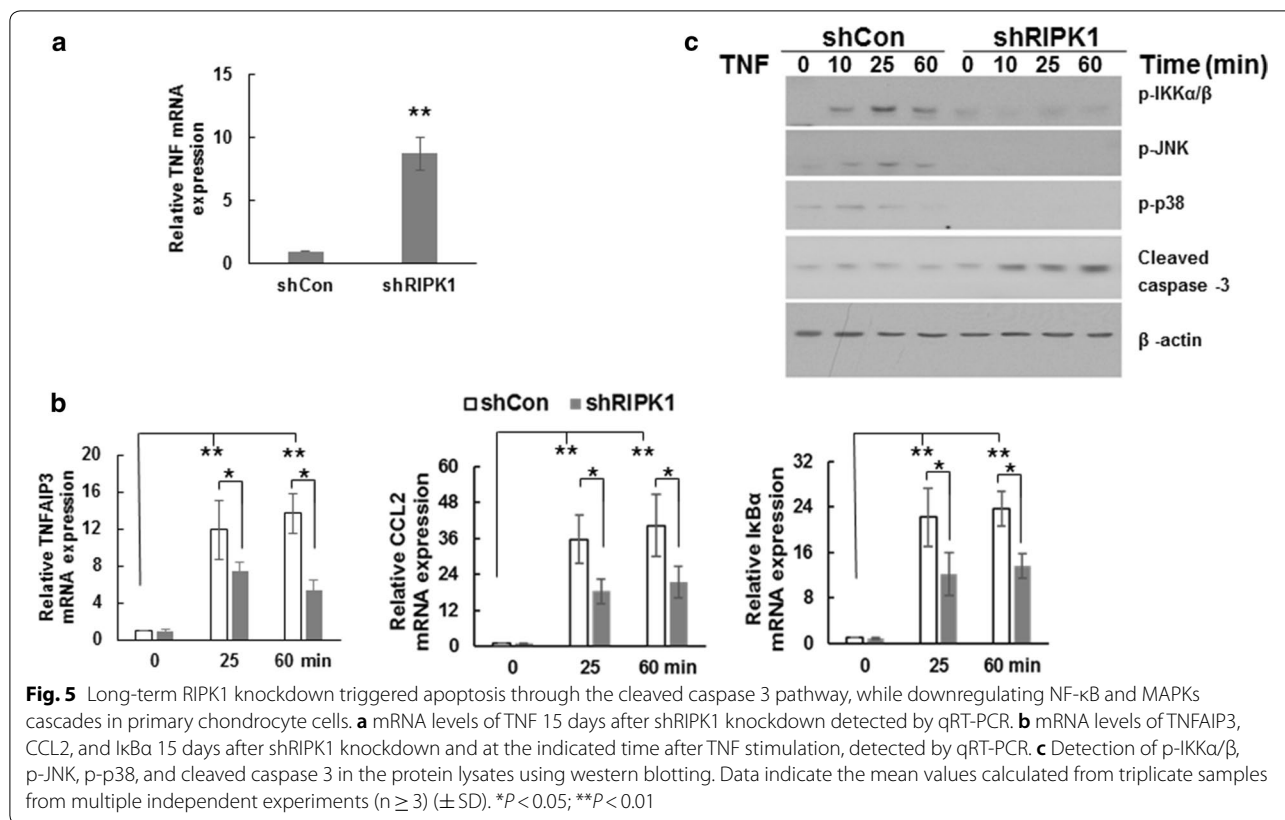 a
Relative TNF mRNA
expression
15
10
5
0
**
shCon
shRIPK1
c
shCon shRIPK1
TNF 0 10 25 60 0 10 25 60 Time (min)
p-IKKα/β
p-JNK
p-p38
Cleaved
caspase -3
β -actin
b
shCon shRIPK1
Relative TNFAIP3
mRNA expression
20
16
12
8
4
0
** **
* *
0 25 60 min
Relative CCL2
mRNA expression
60
48
36
24
12
0
** **
* *
0 25 60 min
Relative IκBα
mRNA expression
32
24
16
8
0
** **
* *
0 25 60 min
Fig. 5 Long-term RIPK1 knockdown triggered apoptosis through the cleaved caspase 3 pathway, while downregulating NF-κB and MAPKs
cascades in primary chondrocyte cells. a mRNA levels of TNF 15 days after shRIPK1 knockdown detected by qRT-PCR. b mRNA levels of TNFAIP3,
CCL2, and IκBα 15 days after shRIPK1 knockdown and at the indicated time after TNF stimulation, detected by qRT-PCR. c Detection of p-IKKα/β,
p-JNK, p-p38, and cleaved caspase 3 in the protein lysates using western blotting. Data indicate the mean values calculated from triplicate samples
from multiple independent experiments (n ≥ 3) (± SD). *P < 0.05; **P < 0.01